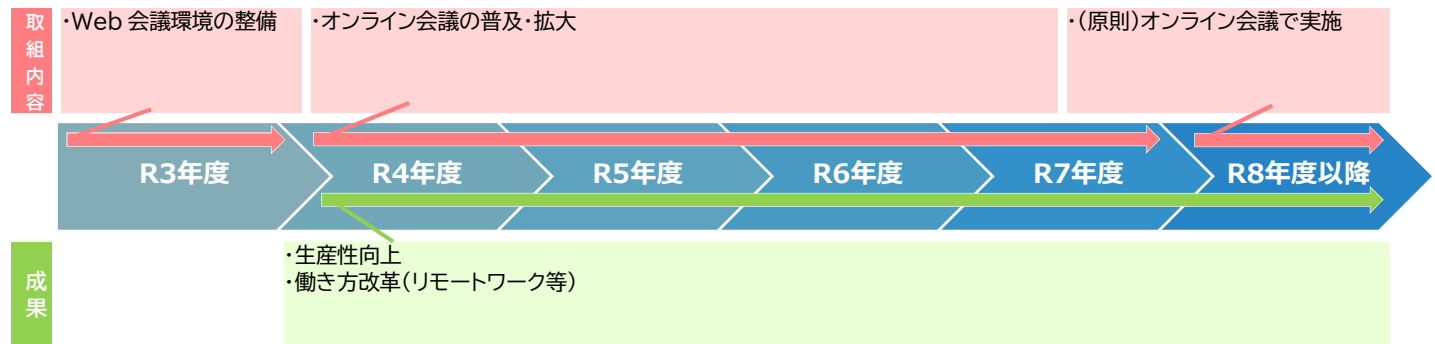 取組内容
・Web 会議環境の整備
・オンライン会議の普及・拡大
・(原則)オンライン会議で実施
R3年度
R4年度
R5年度
R6年度
R7年度
R8年度以降
成果
・生産性向上
・働き方改革(リモートワーク等)